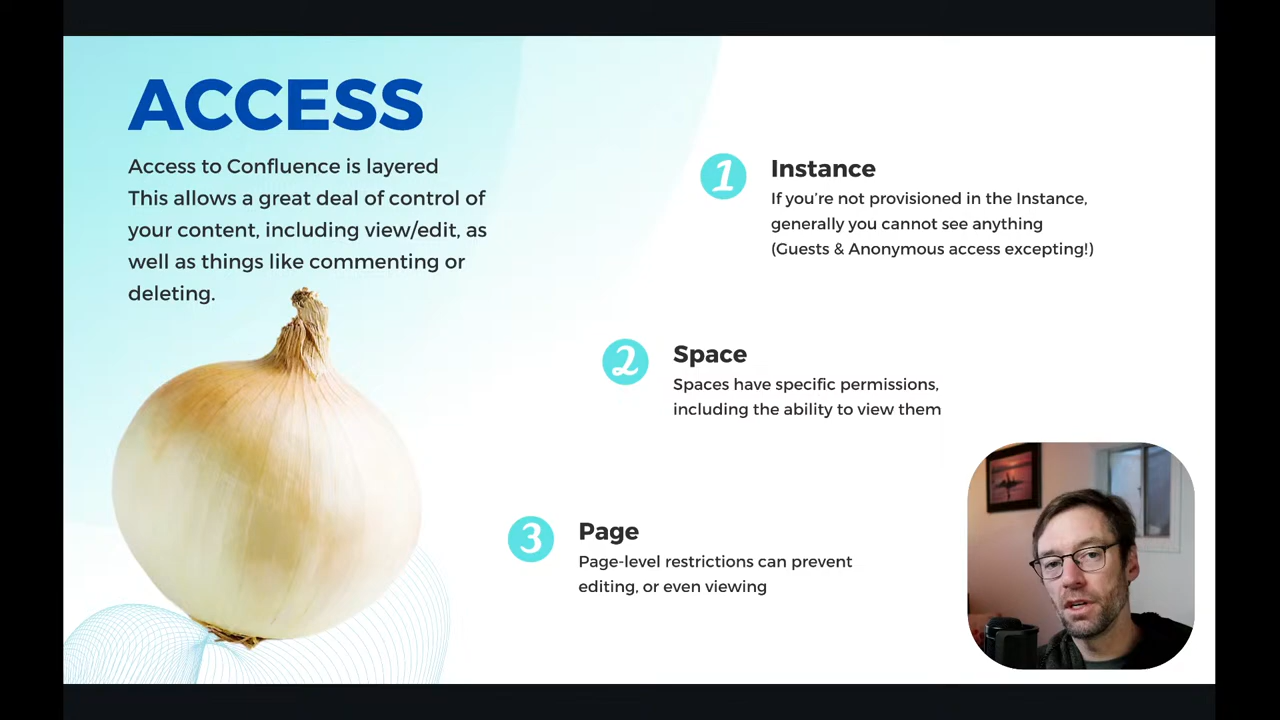 ACCESS
Access to Confluence is layered
This allows a great deal of control of
your content, including view/edit, as
well as things like commenting or
deleting.
1
Instance
If you’re not provisioned in the Instance,
generally you cannot see anything
(Guests & Anonymous access excepting!)
2
Space
Spaces have specific permissions,
including the ability to view them
3
Page
Page-level restrictions can prevent
editing, or even viewing